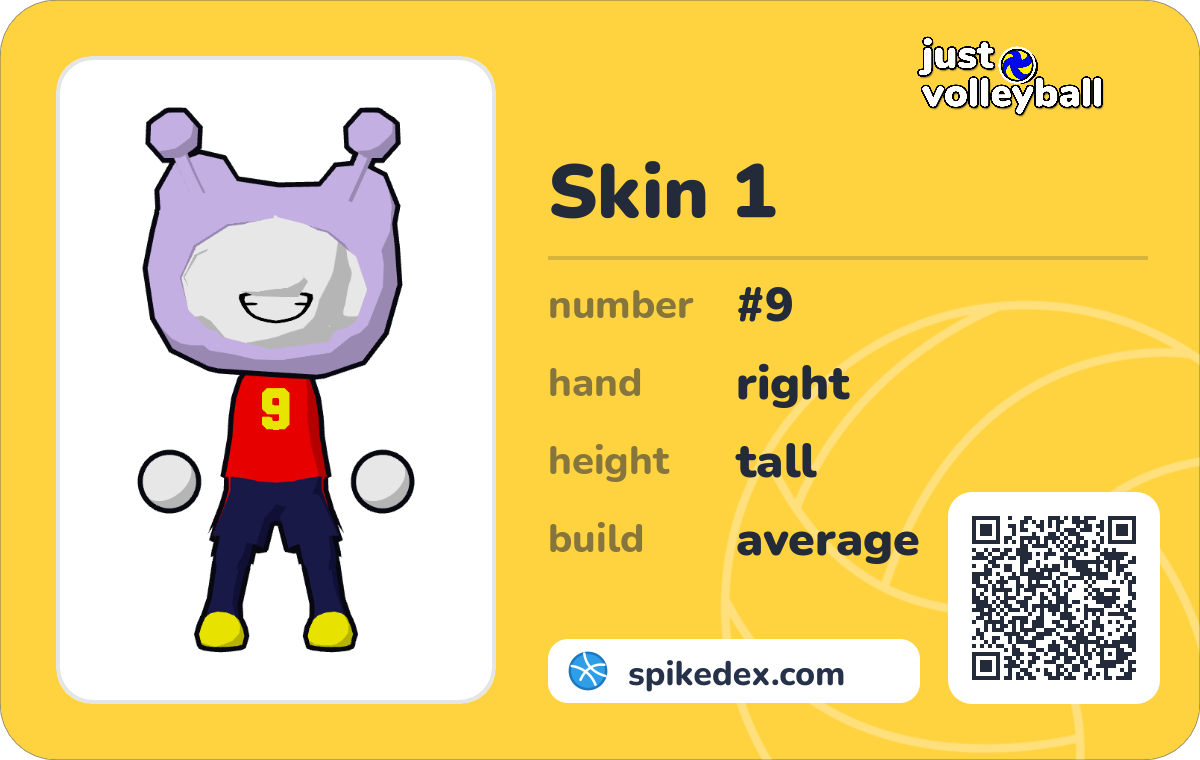 just
volleyball
Skin 1
number #9
hand right
height tall
build average
9
spikedex.com